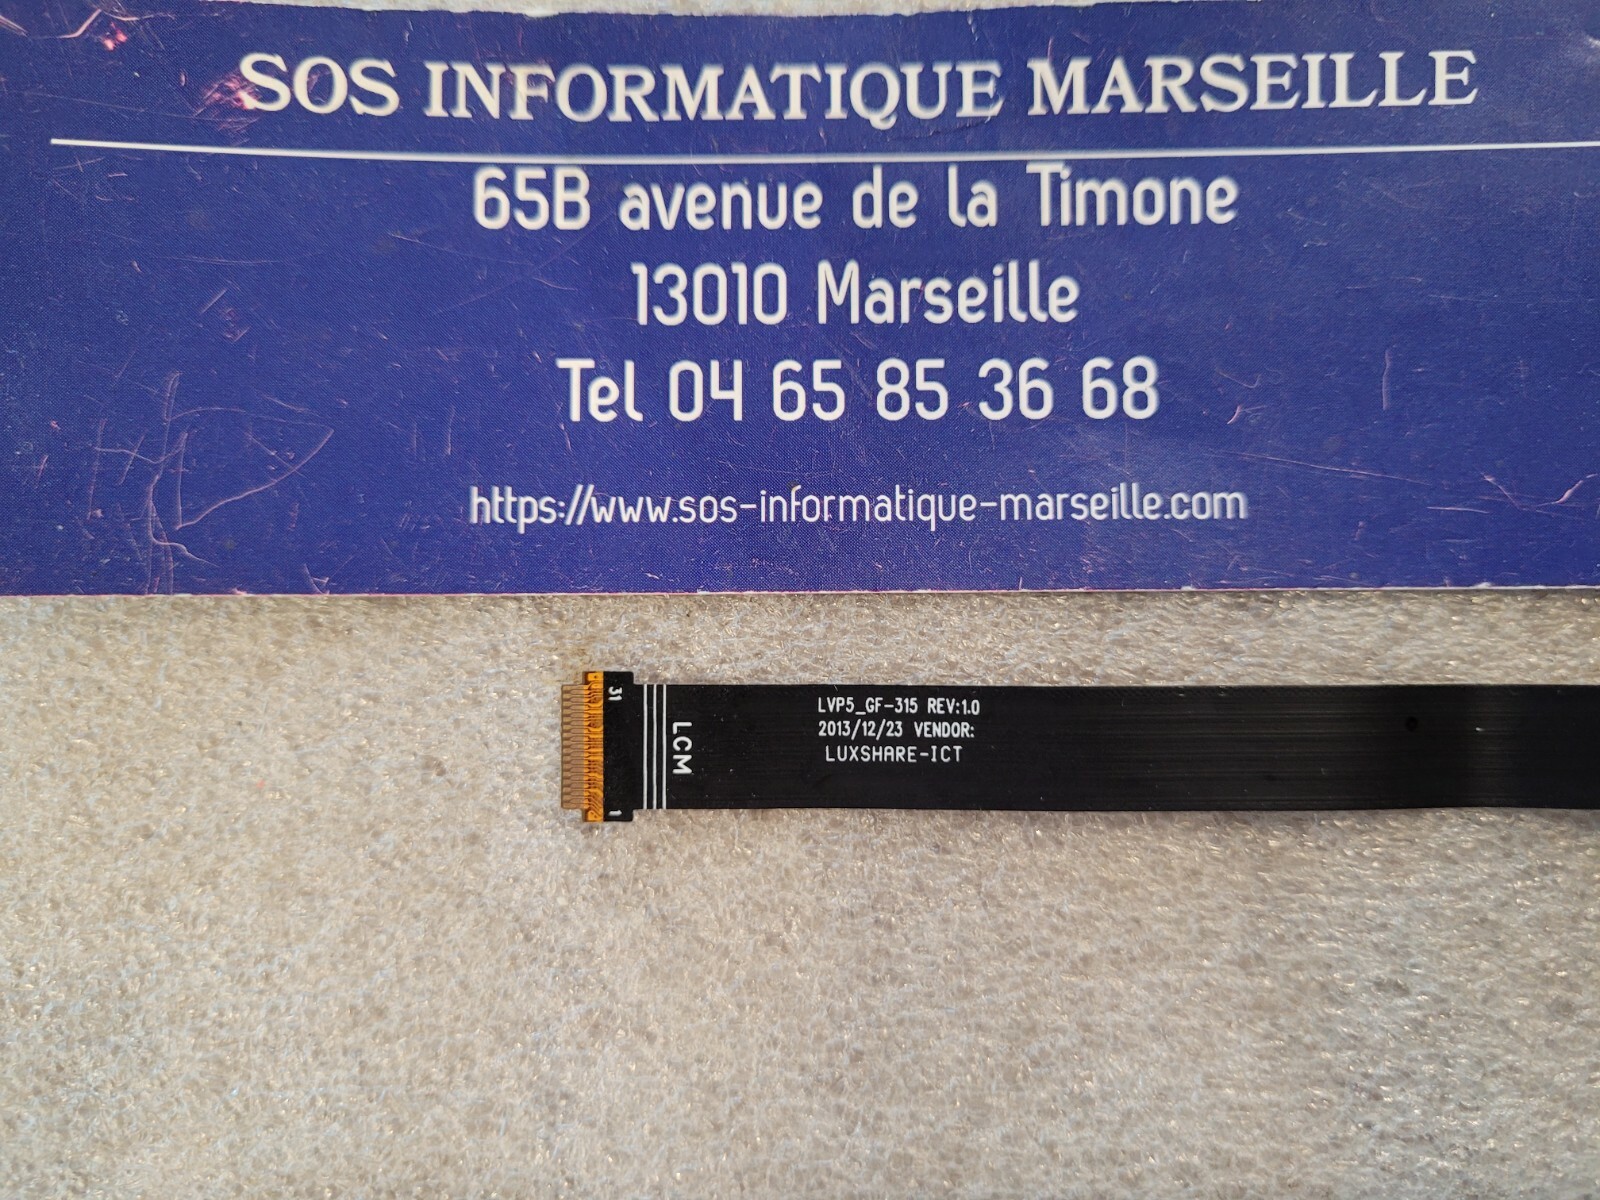 SOS INFORMATIQUE MARSEILLE
65B avenue de la Timone
13010 Marseille
Tel 04 65 85 36 68
https://www.sos-informatique-marseille.com
31
1
LCM
LVP5_GF-315 REV:1.0
2013/12/23 VENDOR:
LUXSHARE-ICT